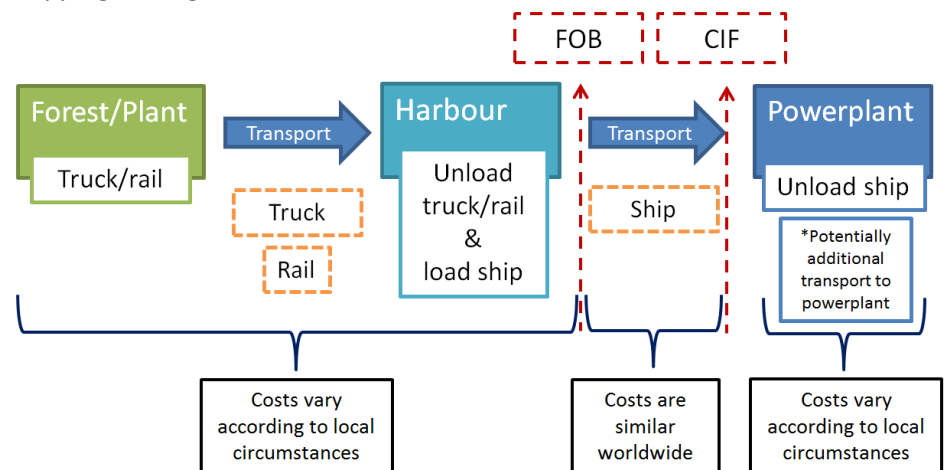 FOB
CIF
Forest/Plant
Truck/rail
Transport
Truck
Rail
Harbour
Unload
truck/rail
&
load ship
Transport
Ship
Powerplant
Unload ship
*Potentially
additional
transport to
powerplant
Costs vary
according to local
circumstances
Costs are
similar
worldwide
Costs vary
according to local
circumstances